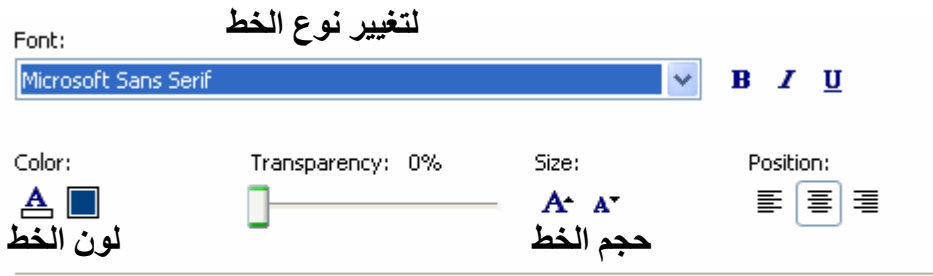 لتغيير نوع الخط
Font:
Microsoft Sans Serif B I U
Color: Transparency: 0% Size: Position:
A A A
لون الخط حجم الخط